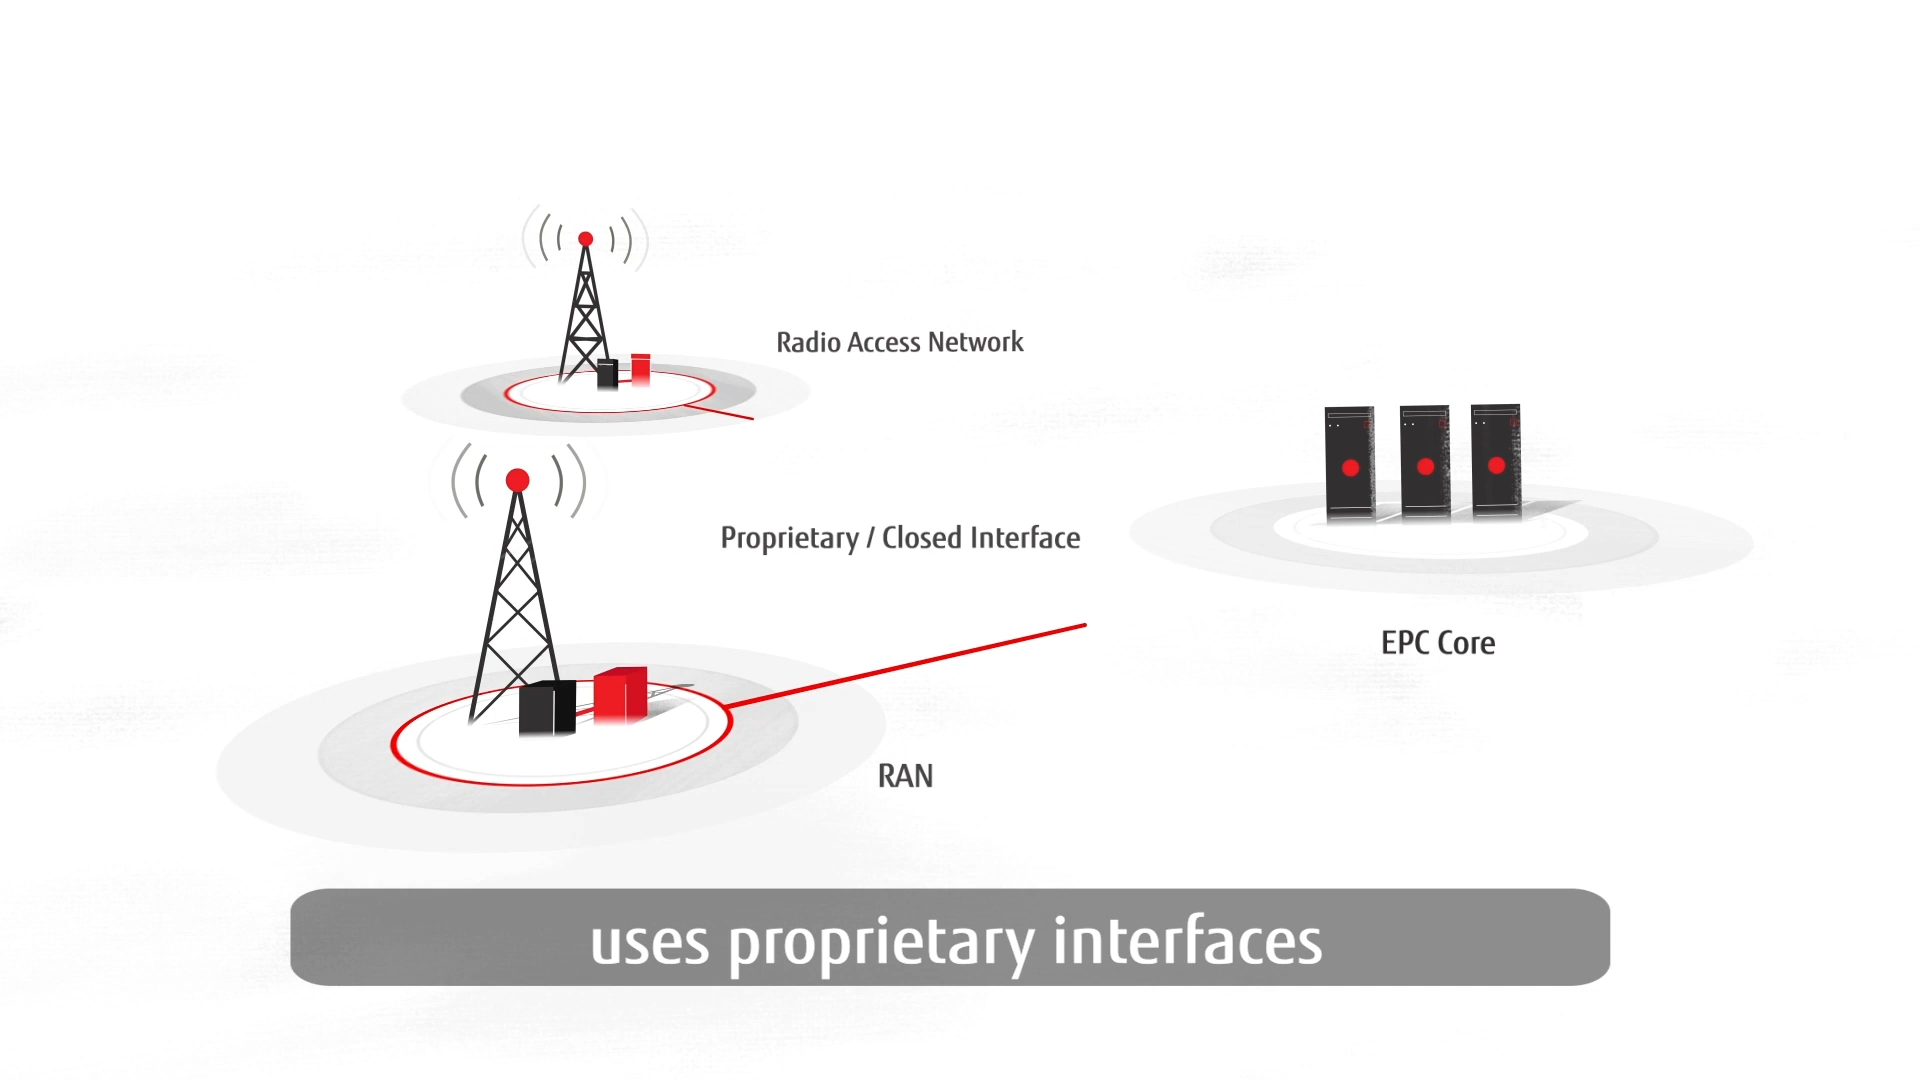 Radio Access Network
Proprietary / Closed Interface
EPC Core
RAN
uses proprietary interfaces